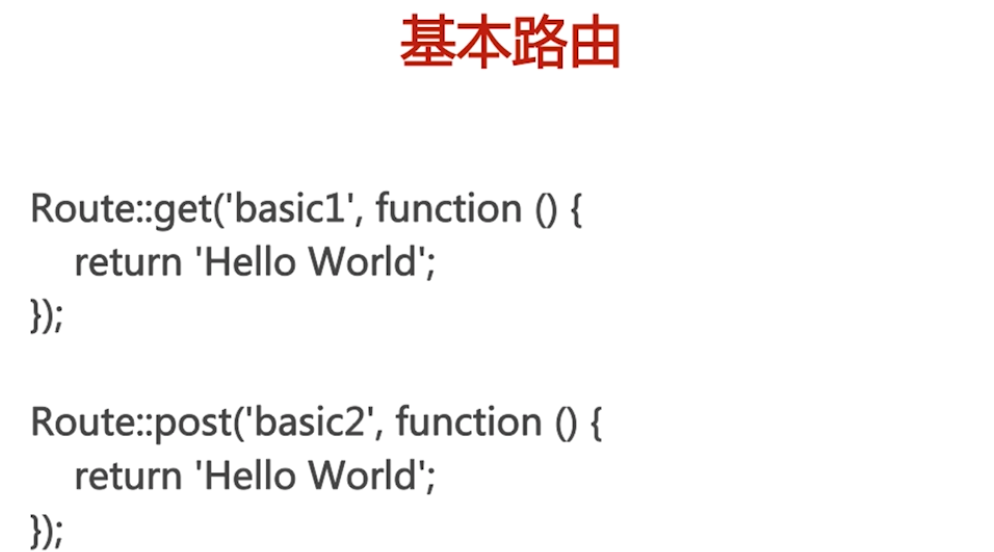 基本路由
Route::get('basic1', function () {
    return 'Hello World';
});
Route::post('basic2', function () {
    return 'Hello World';
});